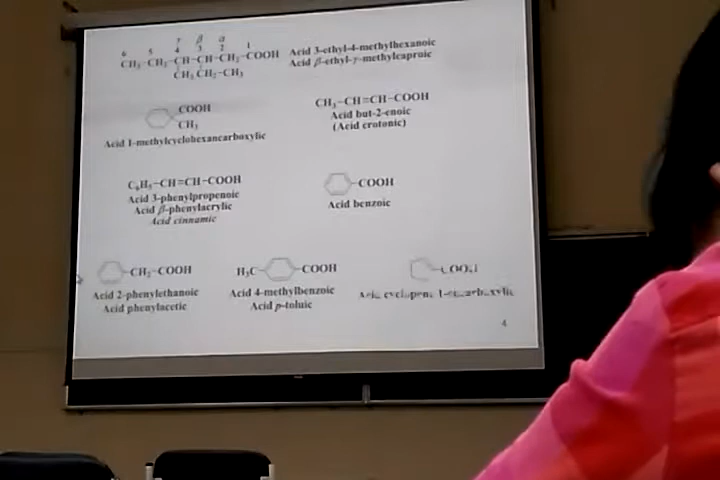 γ β α
6 5 4 3 2 1
CH3-CH2-CH-CH-CH2-COOH
CH3 CH2-CH3
Acid 3-ethyl-4-methylhexanoic
Acid β-ethyl-γ-methylcaproic
COOH
CH3
Acid 1-methylcyclohexancarboxylic
CH3-CH=CH-COOH
Acid but-2-enoic
(Acid crotonic)
C6H5-CH=CH-COOH
Acid 3-phenylpropenoic
Acid β-phenylacrylic
Acid cinnamic
-COOH
Acid benzoic
-CH2-COOH
Acid 2-phenylethanoic
Acid phenylacetic
H3C- -COOH
Acid 4-methylbenzoic
Acid p-toluic
4